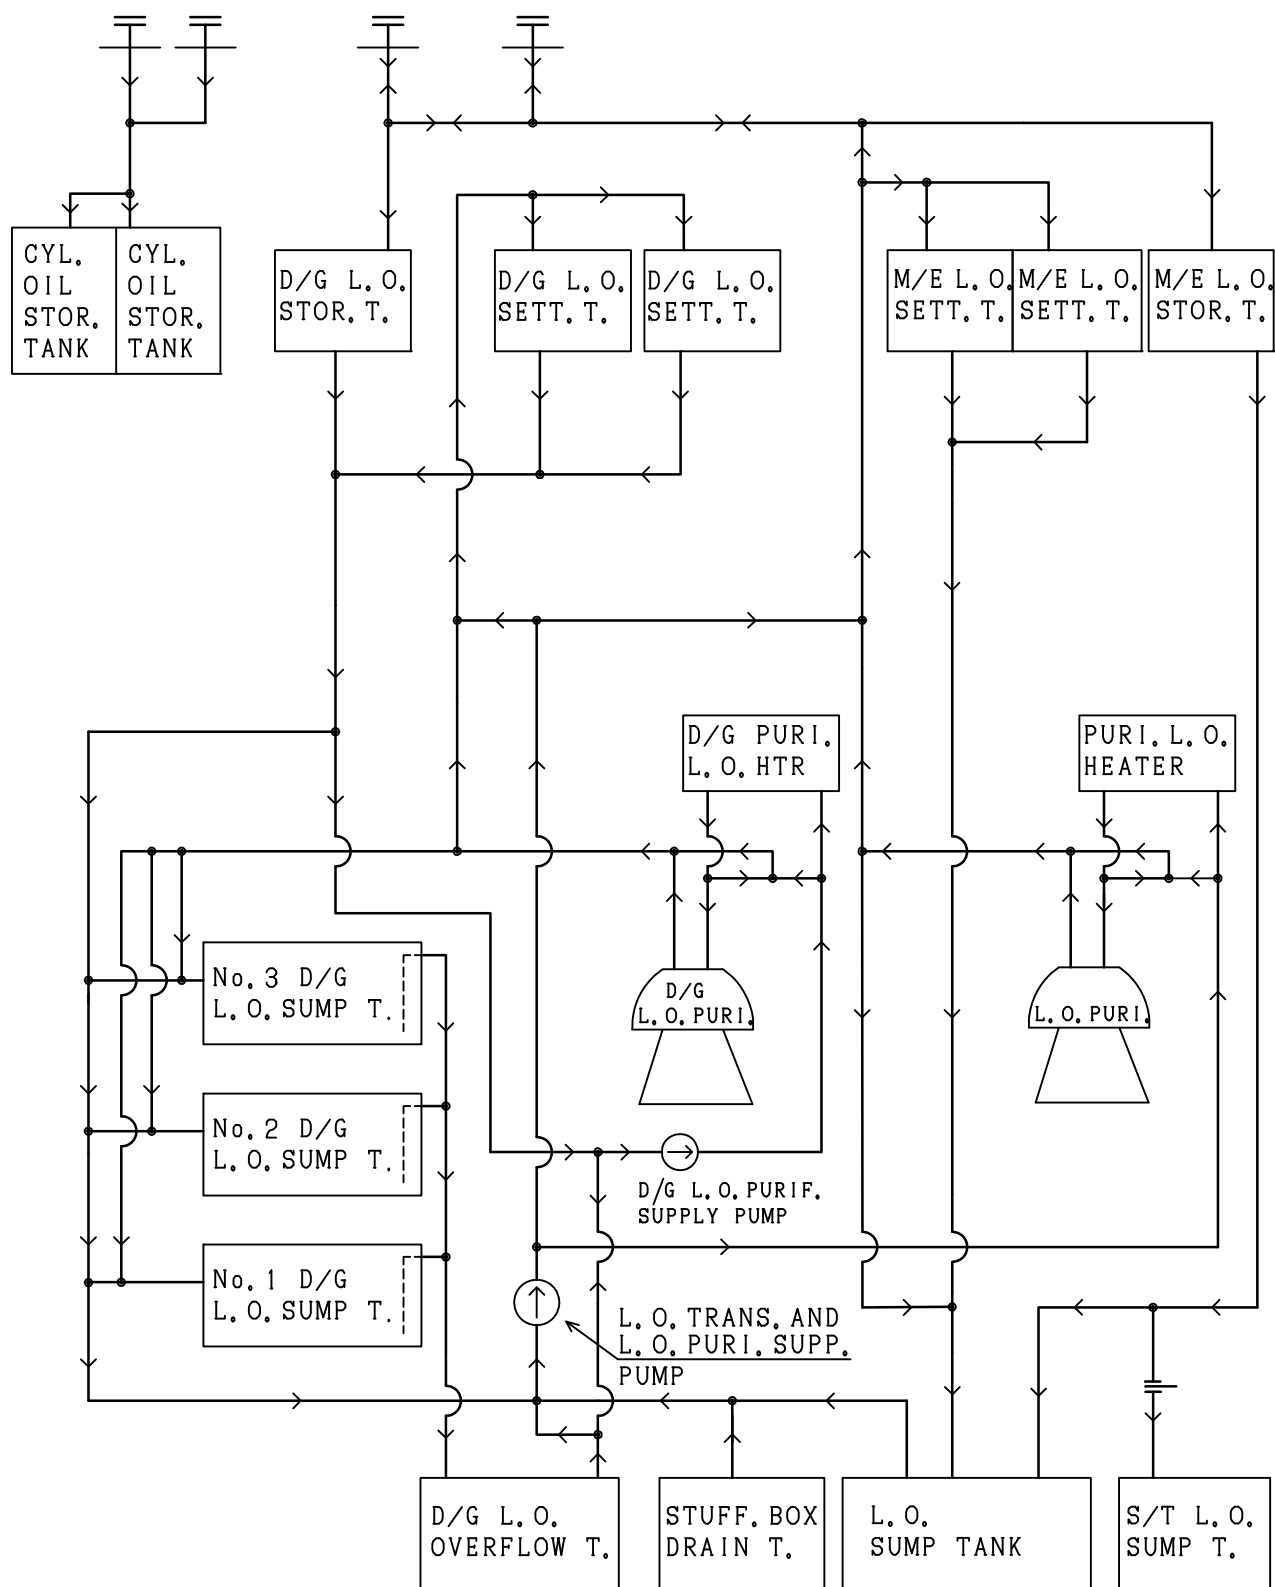 CYL.
OIL
STOR.
TANK
CYL.
OIL
STOR.
TANK
D/G L.O.
STOR.T.
D/G L.O.
SETT.T.
D/G L.O.
SETT.T.
M/E L.O.
SETT.T.
M/E L.O.
SETT.T.
M/E L.O.
STOR.T.
D/G PURI.
L.O.HTR
PURI.L.O.
HEATER
D/G
L.O.PURI.
L.O.PURI.
No.3 D/G
L.O.SUMP T.
No.2 D/G
L.O.SUMP T.
No.1 D/G
L.O.SUMP T.
D/G L.O.PURIF.
SUPPLY PUMP
L.O.TRANS.AND
L.O.PURI.SUPP.
PUMP
D/G L.O.
OVERFLOW T.
STUFF.BOX
DRAIN T.
L.O.
SUMP TANK
S/T L.O.
SUMP T.